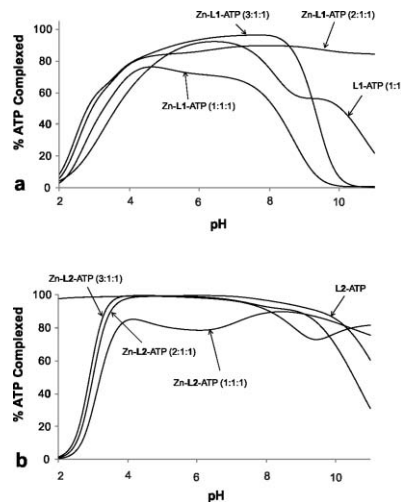 Zn-L1-ATP (3:1:1)
Zn-L1-ATP (2:1:1)
100
80
60
40
20
0
% ATP Complexed
Zn-L1-ATP (1:1:1)
L1-ATP (1:1
2 4 6 8 10
pH
a
Zn-L2-ATP (3:1:1)
L2-ATP
100
80
60
40
20
0
% ATP Complexed
Zn-L2-ATP (2:1:1)
Zn-L2-ATP (1:1:1)
2 4 6 8 10
pH
b